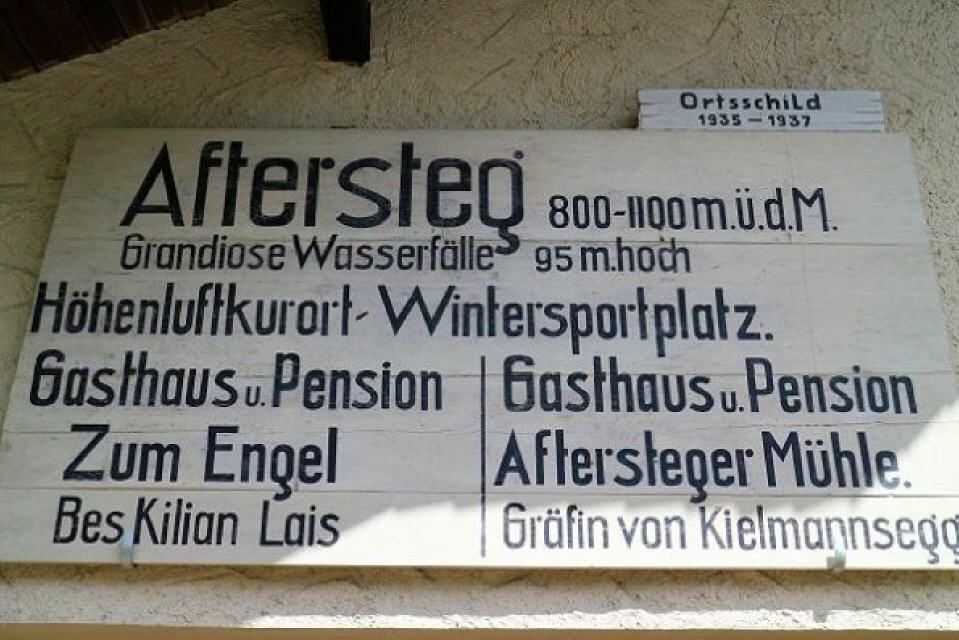 Ortsschild
1935 – 1937
Aftersteg 800-1100 m.ü.d.M.
Grandiose Wasserfälle 95 m.hoch
Höhenluftkurort - Wintersportplatz.
Gasthaus u. Pension
Zum Engel
Bes Kilian Lais
Gasthaus u. Pension
Aftersteger Mühle.
Gräfin von Kielmannsegg